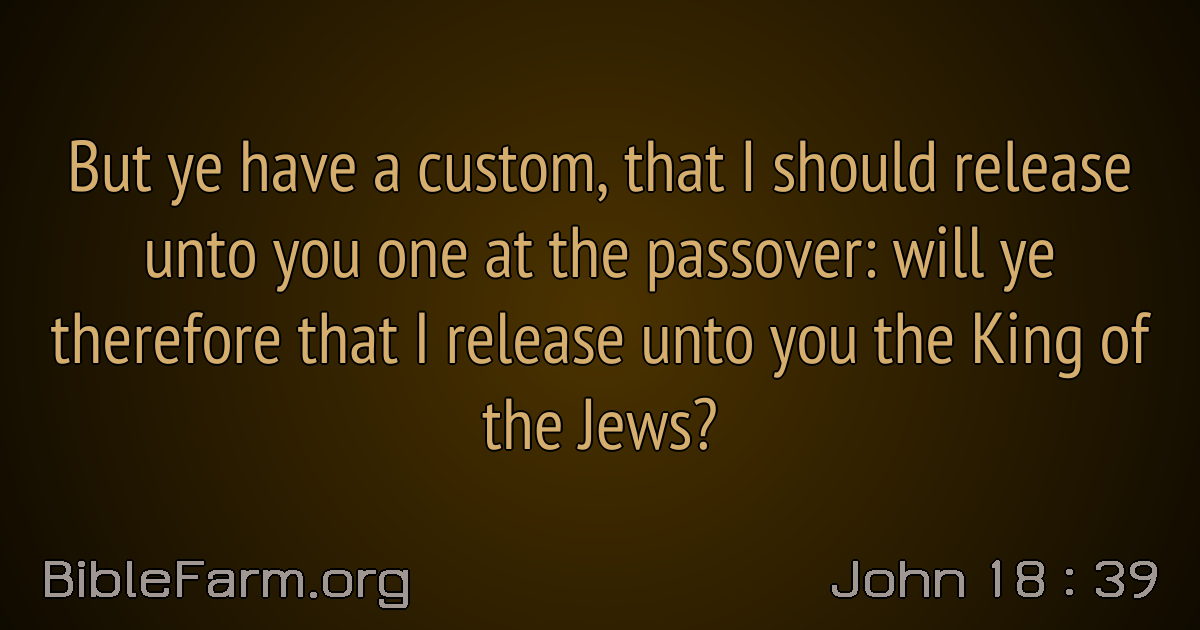 But ye have a custom, that I should release
unto you one at the passover: will ye
therefore that I release unto you the King of
the Jews?
BibleFarm.org
John 18 : 39